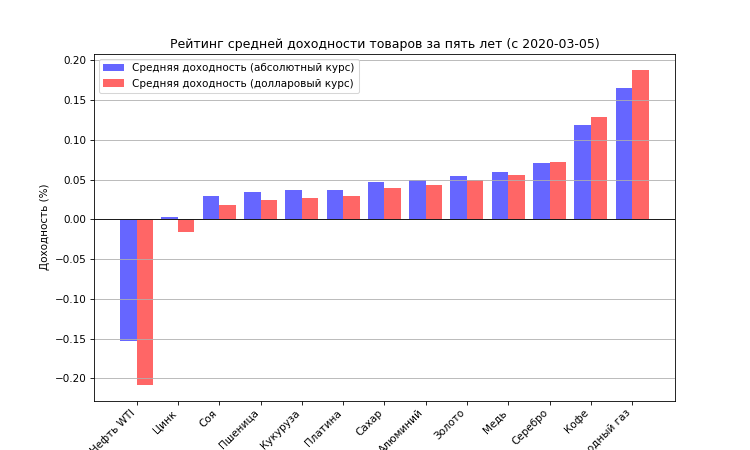 Рейтинг средней доходности товаров за пять лет (с 2020-03-05)
Средняя доходность (абсолютный курс)
Средняя доходность (долларовый курс)
Доходность (%)
0.20
0.15
0.10
0.05
0.00
−0.05
−0.10
−0.15
−0.20
Нефть WTI
Цинк
Соя
Пшеница
Кукуруза
Платина
Сахар
Алюминий
Золото
Медь
Серебро
Кофе
газ